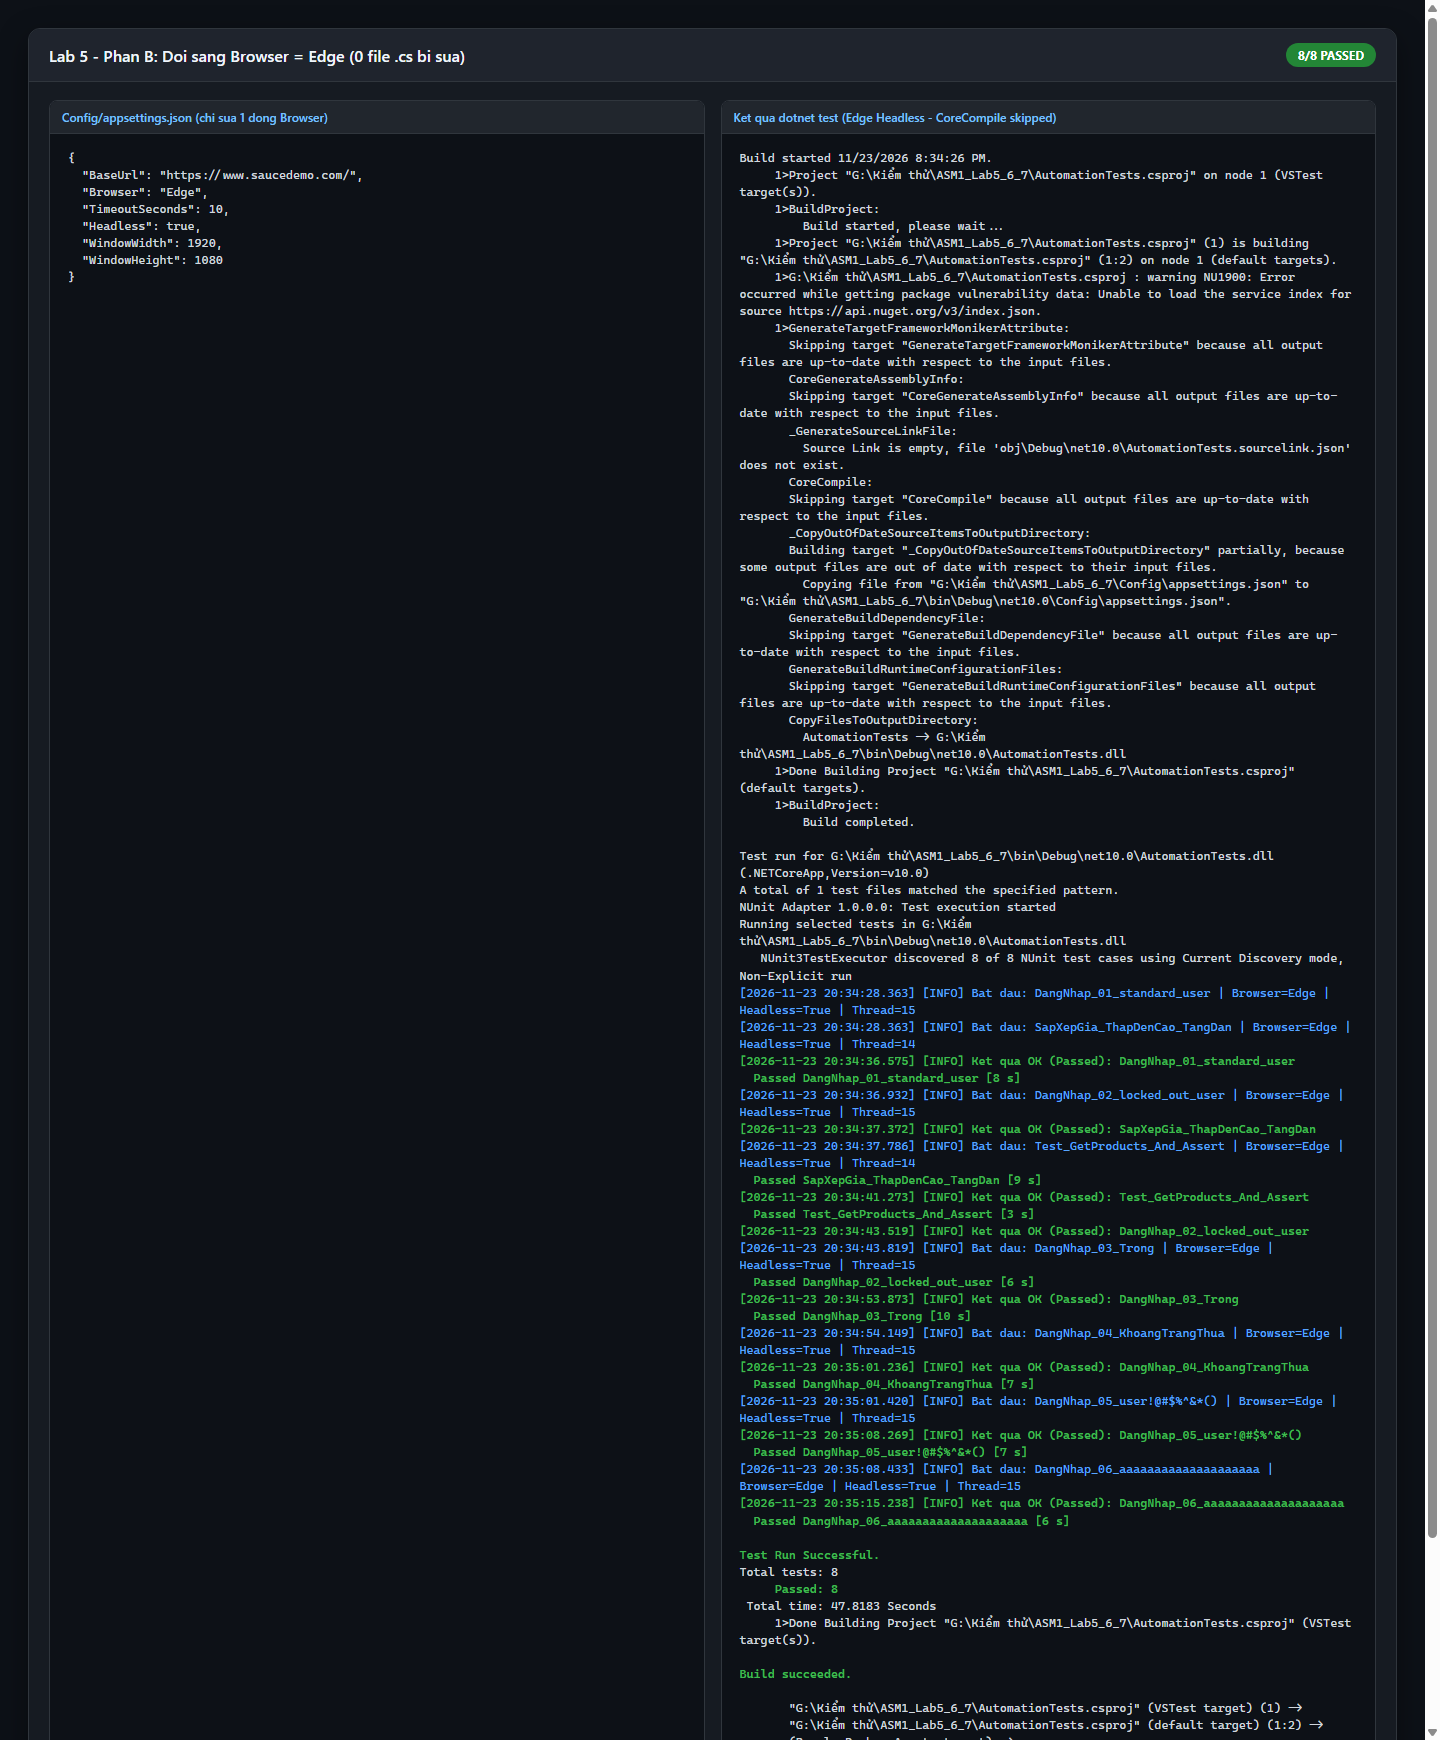 Lab 5 - Phan B: Doi sang Browser = Edge (0 file .cs bi sua)
8/8 PASSED
Config/appsettings.json (chi sua 1 dong Browser)
{
  "BaseUrl": "https://www.saucedemo.com/",
  "Browser": "Edge",
  "TimeoutSeconds": 10,
  "Headless": true,
  "WindowWidth": 1920,
  "WindowHeight": 1080
}
Ket qua dotnet test (Edge Headless - CoreCompile skipped)
Build started 11/23/2026 8:34:26 PM.
     1>Project "G:\Kiểm thử\ASM1_Lab5_6_7\AutomationTests.csproj" on node 1 (VSTest
target(s)).
     1>BuildProject:
         Build started, please wait...
     1>Project "G:\Kiểm thử\ASM1_Lab5_6_7\AutomationTests.csproj" (1) is building
"G:\Kiểm thử\ASM1_Lab5_6_7\AutomationTests.csproj" (1:2) on node 1 (default targets).
     1>G:\Kiểm thử\ASM1_Lab5_6_7\AutomationTests.csproj : warning NU1900: Error
occurred while getting package vulnerability data: Unable to load the service index for
source https://api.nuget.org/v3/index.json.
     1>GenerateTargetFrameworkMonikerAttribute:
       Skipping target "GenerateTargetFrameworkMonikerAttribute" because all output
files are up-to-date with respect to the input files.
       CoreGenerateAssemblyInfo:
       Skipping target "CoreGenerateAssemblyInfo" because all output files are up-to-
date with respect to the input files.
       _GenerateSourceLinkFile:
         Source Link is empty, file 'obj\Debug\net10.0\AutomationTests.sourcelink.json'
does not exist.
       CoreCompile:
       Skipping target "CoreCompile" because all output files are up-to-date with
respect to the input files.
       _CopyOutOfDateSourceItemsToOutputDirectory:
       Building target "_CopyOutOfDateSourceItemsToOutputDirectory" partially, because
some output files are out of date with respect to their input files.
         Copying file from "G:\Kiểm thử\ASM1_Lab5_6_7\Config\appsettings.json" to
"G:\Kiểm thử\ASM1_Lab5_6_7\bin\Debug\net10.0\Config\appsettings.json".
       GenerateBuildDependencyFile:
       Skipping target "GenerateBuildDependencyFile" because all output files are up-
to-date with respect to the input files.
       GenerateBuildRuntimeConfigurationFiles:
       Skipping target "GenerateBuildRuntimeConfigurationFiles" because all output
files are up-to-date with respect to the input files.
       CopyFilesToOutputDirectory:
         AutomationTests -> G:\Kiểm
thử\ASM1_Lab5_6_7\bin\Debug\net10.0\AutomationTests.dll
     1>Done Building Project "G:\Kiểm thử\ASM1_Lab5_6_7\AutomationTests.csproj"
(default targets).
     1>BuildProject:
         Build completed.
Test run for G:\Kiểm thử\ASM1_Lab5_6_7\bin\Debug\net10.0\AutomationTests.dll
(.NETCoreApp,Version=v10.0)
A total of 1 test files matched the specified pattern.
NUnit Adapter 1.0.0.0: Test execution started
Running selected tests in G:\Kiểm
thử\ASM1_Lab5_6_7\bin\Debug\net10.0\AutomationTests.dll
   NUnit3TestExecutor discovered 8 of 8 NUnit test cases using Current Discovery mode,
Non-Explicit run
[2026-11-23 20:34:28.363] [INFO] Bat dau: DangNhap_01_standard_user | Browser=Edge |
Headless=True | Thread=15
[2026-11-23 20:34:28.363] [INFO] Bat dau: SapXepGia_ThapDenCao_TangDan | Browser=Edge |
Headless=True | Thread=14
[2026-11-23 20:34:36.575] [INFO] Ket qua OK (Passed): DangNhap_01_standard_user
  Passed DangNhap_01_standard_user [8 s]
[2026-11-23 20:34:36.932] [INFO] Bat dau: DangNhap_02_locked_out_user | Browser=Edge |
Headless=True | Thread=15
[2026-11-23 20:34:37.372] [INFO] Ket qua OK (Passed): SapXepGia_ThapDenCao_TangDan
[2026-11-23 20:34:37.786] [INFO] Bat dau: Test_GetProducts_And_Assert | Browser=Edge |
Headless=True | Thread=14
  Passed SapXepGia_ThapDenCao_TangDan [9 s]
[2026-11-23 20:34:41.273] [INFO] Ket qua OK (Passed): Test_GetProducts_And_Assert
  Passed Test_GetProducts_And_Assert [3 s]
[2026-11-23 20:34:43.519] [INFO] Ket qua OK (Passed): DangNhap_02_locked_out_user
[2026-11-23 20:34:43.819] [INFO] Bat dau: DangNhap_03_Trong | Browser=Edge |
Headless=True | Thread=15
  Passed DangNhap_02_locked_out_user [6 s]
[2026-11-23 20:34:53.873] [INFO] Ket qua OK (Passed): DangNhap_03_Trong
  Passed DangNhap_03_Trong [10 s]
[2026-11-23 20:34:54.149] [INFO] Bat dau: DangNhap_04_KhoangTrangThua | Browser=Edge |
Headless=True | Thread=15
[2026-11-23 20:35:01.236] [INFO] Ket qua OK (Passed): DangNhap_04_KhoangTrangThua
  Passed DangNhap_04_KhoangTrangThua [7 s]
[2026-11-23 20:35:01.420] [INFO] Bat dau: DangNhap_05_user!@#$%^&*() | Browser=Edge |
Headless=True | Thread=15
[2026-11-23 20:35:08.269] [INFO] Ket qua OK (Passed): DangNhap_05_user!@#$%^&*()
  Passed DangNhap_05_user!@#$%^&*() [7 s]
[2026-11-23 20:35:08.433] [INFO] Bat dau: DangNhap_06_aaaaaaaaaaaaaaaaaaaa |
Browser=Edge | Headless=True | Thread=15
[2026-11-23 20:35:15.238] [INFO] Ket qua OK (Passed): DangNhap_06_aaaaaaaaaaaaaaaaaaaa
  Passed DangNhap_06_aaaaaaaaaaaaaaaaaaaa [6 s]
Test Run Successful.
Total tests: 8
     Passed: 8
 Total time: 47.8183 Seconds
     1>Done Building Project "G:\Kiểm thử\ASM1_Lab5_6_7\AutomationTests.csproj" (VSTest
target(s)).
Build succeeded.
       "G:\Kiểm thử\ASM1_Lab5_6_7\AutomationTests.csproj" (VSTest target) (1) ->
       "G:\Kiểm thử\ASM1_Lab5_6_7\AutomationTests.csproj" (default target) (1:2) ->